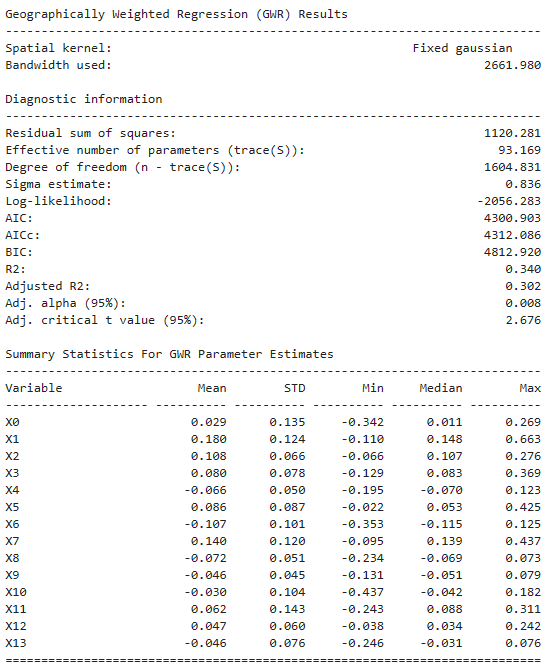 Geographically Weighted Regression (GWR) Results
---------------------------------------------------------------------------
Spatial kernel:                                           Fixed gaussian
Bandwidth used:                                                    2661.980

Diagnostic information
---------------------------------------------------------------------------
Residual sum of squares:                                           1120.281
Effective number of parameters (trace(S)):                           93.169
Degree of freedom (n - trace(S)):                                  1604.831
Sigma estimate:                                                       0.836
Log-likelihood:                                                   -2056.283
AIC:                                                               4300.903
AICc:                                                              4312.086
BIC:                                                               4812.920
R2:                                                                   0.340
Adjusted R2:                                                          0.302
Adj. alpha (95%):                                                     0.008
Adj. critical t value (95%):                                          2.676

Summary Statistics For GWR Parameter Estimates
---------------------------------------------------------------------------
Variable                   Mean        STD        Min     Median        Max
-------------------- ---------- ---------- ---------- ---------- ----------
X0                        0.029      0.135     -0.342      0.011      0.269
X1                        0.180      0.124     -0.110      0.148      0.663
X2                        0.108      0.066     -0.066      0.107      0.276
X3                        0.080      0.078     -0.129      0.083      0.369
X4                       -0.066      0.050     -0.195     -0.070      0.123
X5                        0.086      0.087     -0.022      0.053      0.425
X6                       -0.107      0.101     -0.353     -0.115      0.125
X7                        0.140      0.120     -0.095      0.139      0.437
X8                       -0.072      0.051     -0.234     -0.069      0.073
X9                       -0.046      0.045     -0.131     -0.051      0.079
X10                      -0.030      0.104     -0.437     -0.042      0.182
X11                       0.062      0.143     -0.243      0.088      0.311
X12                       0.047      0.060     -0.038      0.034      0.242
X13                      -0.046      0.076     -0.246     -0.031      0.076
===========================================================================